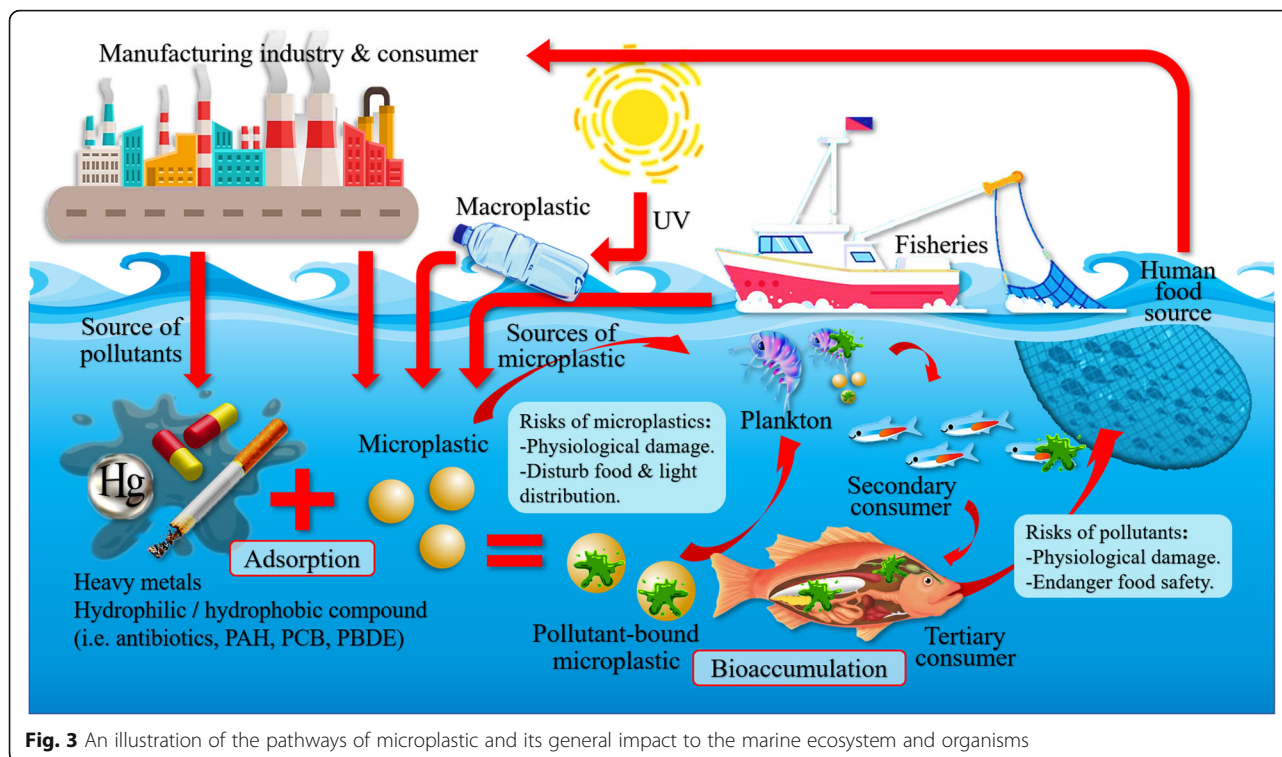 Manufacturing industry & consumer
Macroplastic
UV
Fisheries
Human
food
source
Source of
pollutants
Sources of
microplastic
Hg
Microplastic
Risks of microplastics:
-Physiological damage.
-Disturb food & light
distribution.
Plankton
Secondary
consumer
Adsorption
Heavy metals
Hydrophilic / hydrophobic compound
(i.e. antibiotics, PAH, PCB, PBDE)
Pollutant-bound
microplastic
Bioaccumulation
Tertiary
consumer
Risks of pollutants:
-Physiological damage.
-Endanger food safety.
Fig. 3 An illustration of the pathways of microplastic and its general impact to the marine ecosystem and organisms